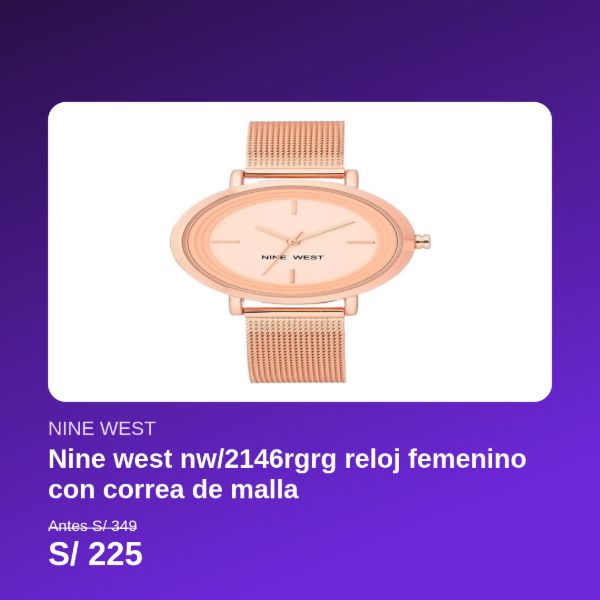 NINE WEST
NINE WEST
Nine west nw/2146rgrg reloj femenino
con correa de malla
Antes S/ 349
S/ 225